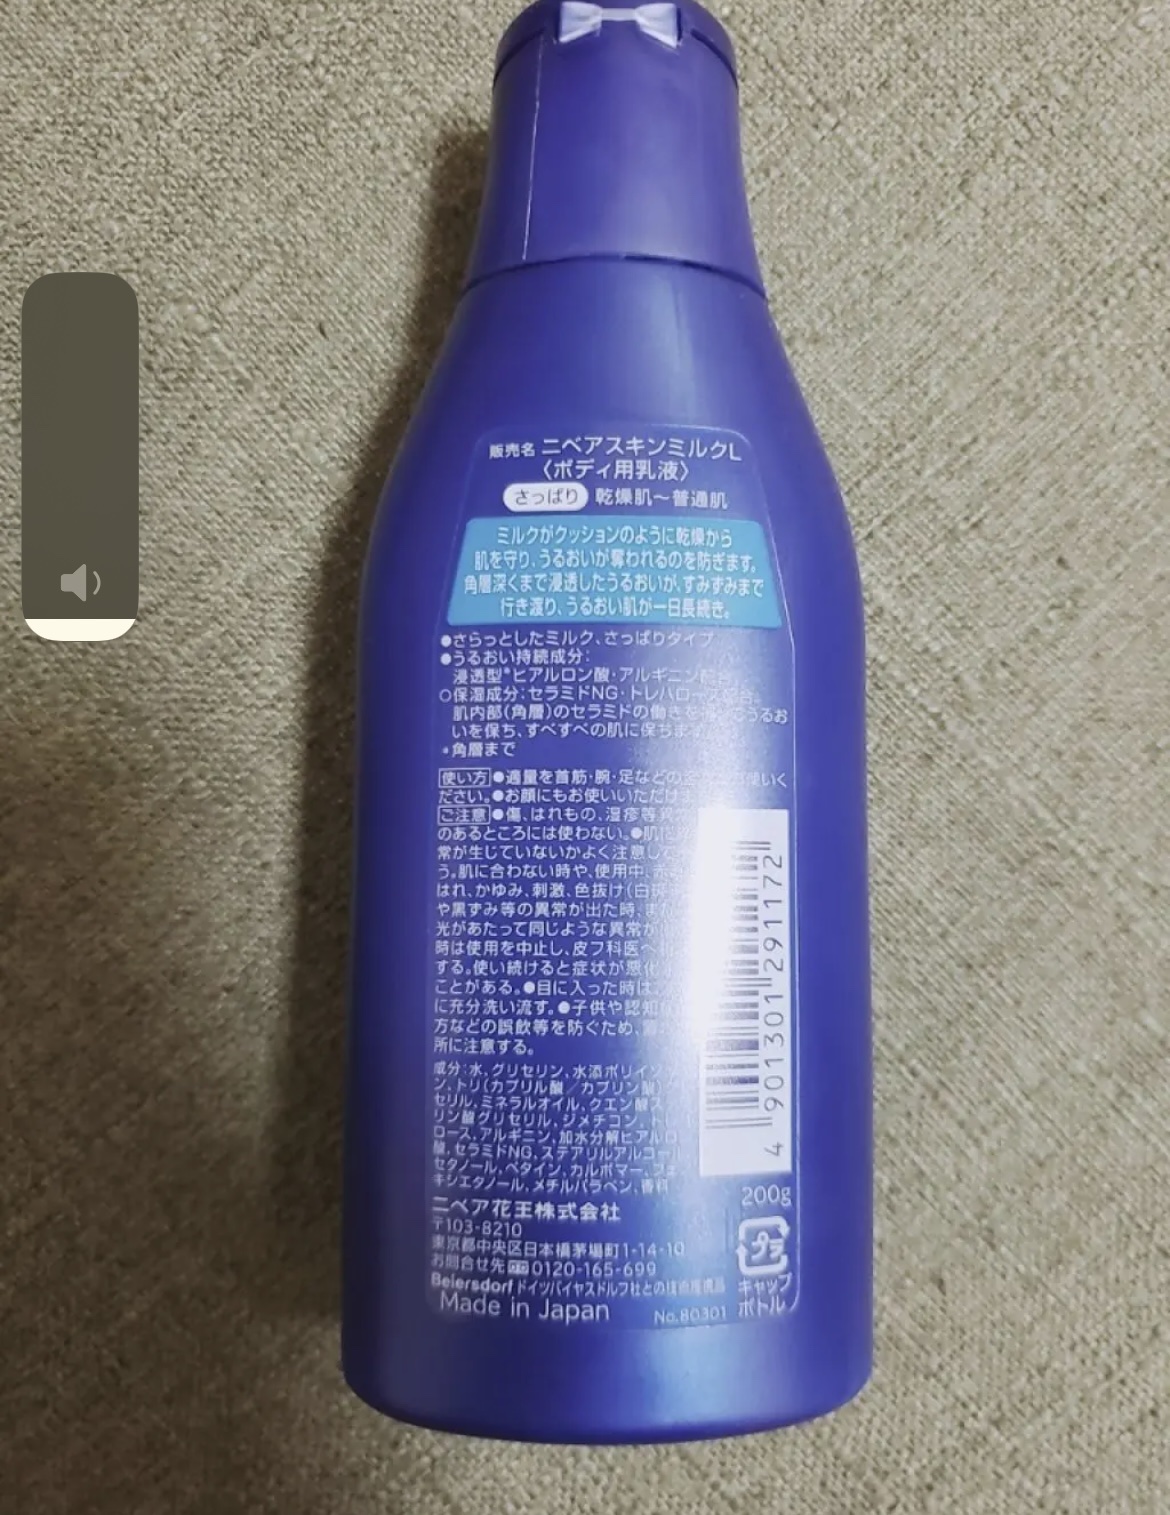 販売名 ニベアスキンミルクL
〈ボディ用乳液〉
さっぱり 乾燥肌～普通肌
ミルクがクッションのように乾燥から
肌を守り、うるおいが奪われるのを防ぎます。
角層深くまで浸透したうるおいが、すみずみまで
行き渡り、うるおい肌が一日長続き。
●さらっとしたミルク、さっぱりタイプ
●うるおい持続成分:
浸透型*ヒアルロン酸・アルギニン配合。
○保湿成分:セラミドNG・トレハロース配合。
肌内部(角層)のセラミドの働きを うるお
いを保ち、すべすべの肌に保ちます
*角層まで
使い方 ●適量を首筋・腕・足などの 使いく
ださい。●お顔にもお使いいただけま
ご注意 ●傷、はれもの、湿疹等異常
のあるところには使わない。●肌に
常が生じていないかよく注意して
う。肌に合わない時や、使用中、赤
はれ、かゆみ、刺激、色抜け(白斑
や黒ずみ等の異常が出た時、また
光があたって同じような異常が
時は使用を中止し、皮フ科医へ
する。使い続けると症状が悪化
ことがある。●目に入った時は、
に充分洗い流す。●子供や認知
方などの誤飲等を防ぐため、置
所に注意する。
成分:水、グリセリン、水添ポリイソ
ン、トリ(カプリル酸/カプリン酸)グ
セリル、ミネラルオイル、クエン酸ス
リン酸グリセリル、ジメチコン、ト
ロース、アルギニン、加水分解ヒアルロ
酸、セラミドNG、ステアリルアルコール
セタノール、ベタイン、カルボマー、フェ
キシエタノール、メチルパラベン、香料
4 901301 291172
200g
ニベア花王株式会社
〒103-8210
東京都中央区日本橋茅場町1-14-10
お問合せ先 0120-165-699
Beiersdorf ドイツバイヤスドルフ社との技術提携品
Made in Japan No.80301
プラ
キャップ
ボトル